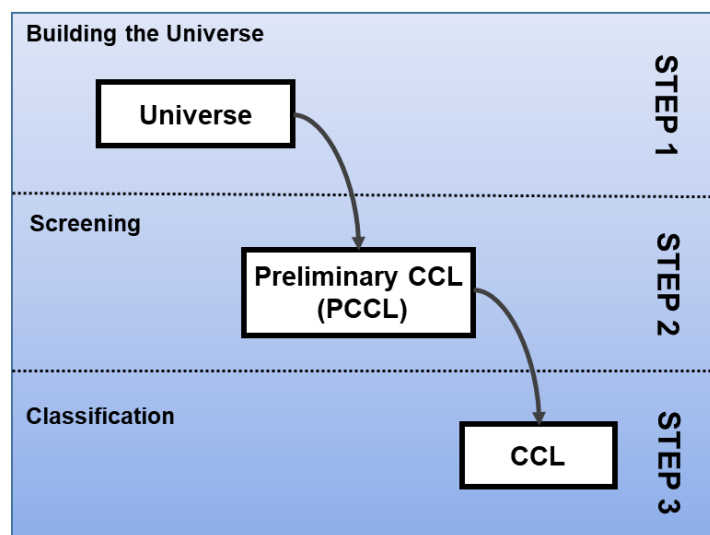 Building the Universe
Universe
STEP 1
Screening
Preliminary CCL
(PCCL)
STEP 2
Classification
CCL
STEP 3